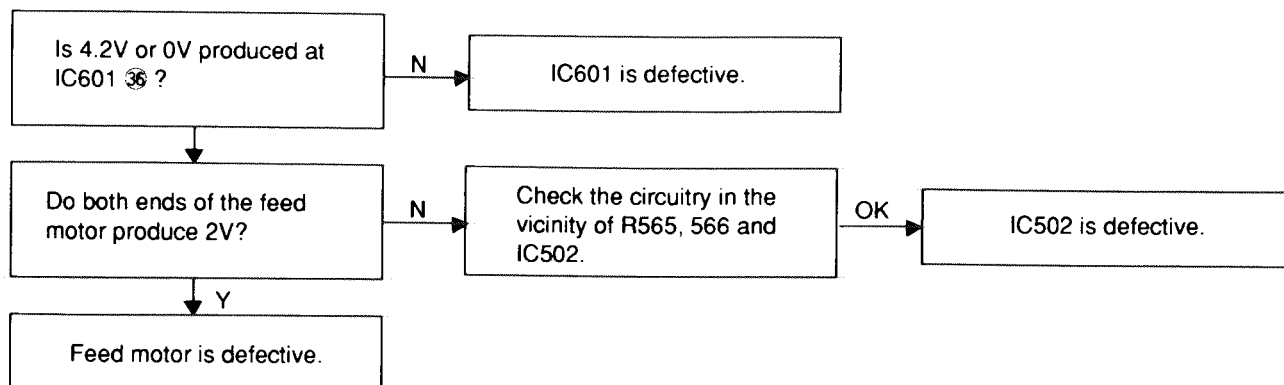 Is 4.2V or 0V produced at
IC601 ㊱ ?
N
IC601 is defective.
Do both ends of the feed
motor produce 2V?
N
Check the circuitry in the
vicinity of R565, 566 and
IC502.
OK
IC502 is defective.
Y
Feed motor is defective.